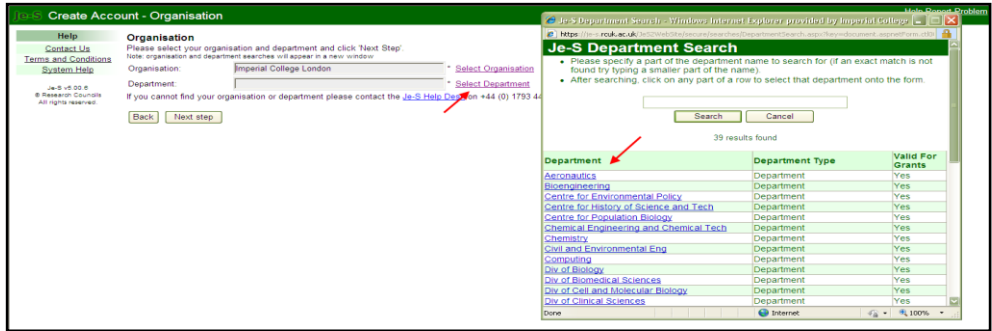 Je-S Create Account - Organisation
Help Report Problem
Help
Contact Us
Terms and Conditions
System Help
Je-S v6.00.6
© Research Councils
All rights reserved.
Organisation
Please select your organisation and department and click 'Next Step'.
Note: organisation and department searches will appear in a new window
Organisation: Imperial College London * Select Organisation
Department: * Select Department
If you cannot find your organisation or department please contact the Je-S Help Desk on +44 (0) 1793 44
Back Next step
Je-S Department Search - Windows Internet Explorer provided by Imperial College
Je-S Department Search
Please specify a part of the department name to search for (if an exact match is not found try typing a smaller part of the name).
After searching, click on any part of a row to select that department onto the form.
Search Cancel
39 results found
Department Department Type Valid For Grants
Aeronautics Department Yes
Bioengineering Department Yes
Centre for Environmental Policy Department Yes
Centre for History of Science and Tech Department Yes
Centre for Population Biology Department Yes
Chemical Engineering and Chemical Tech Department Yes
Chemistry Department Yes
Civil and Environmental Eng Department Yes
Computing Department Yes
Div of Biology Department Yes
Div of Biomedical Sciences Department Yes
Div of Cell and Molecular Biology Department Yes
Div of Clinical Sciences Department Yes
Done Internet 100%